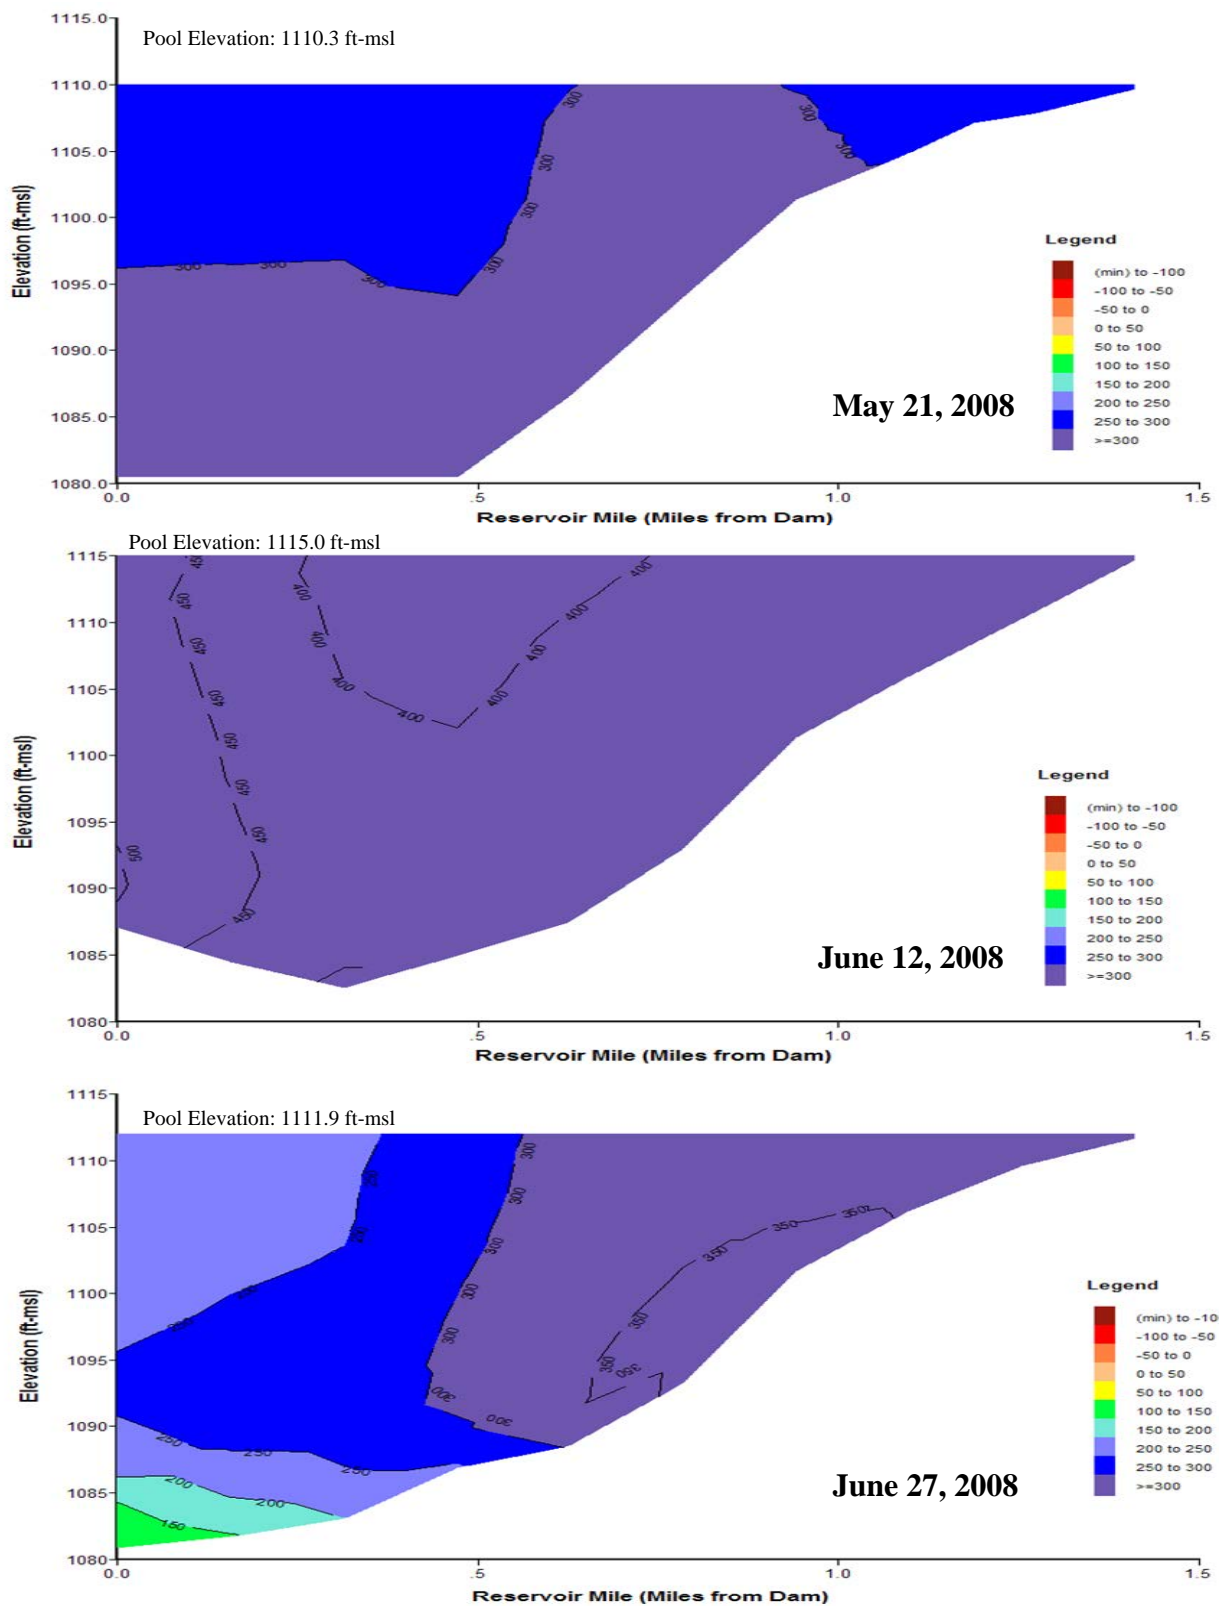 1115.0
Pool Elevation: 1110.3 ft-msl
1110.0
300
300
300
300
1105.0
300
300
1100.0
300
Legend
300
300
300
300
(min) to -100
1095.0
-100 to -50
-50 to 0
0 to 50
1090.0
50 to 100
100 to 150
150 to 200
1085.0
May 21, 2008
200 to 250
250 to 300
>=300
1080.0
Elevation (ft-msl)
0.0 .5 1.0 1.5
Reservoir Mile (Miles from Dam)
Pool Elevation: 1115.0 ft-msl
1115
450
400
400
450
400
1110
450
400
400
450
1105
400
400
450
400
1100
450
450
Legend
1095
450
500
(min) to -100
-100 to -50
-50 to 0
0 to 50
1090
50 to 100
450
100 to 150
150 to 200
1085
June 12, 2008
200 to 250
250 to 300
>=300
1080
Elevation (ft-msl)
0.0 .5 1.0 1.5
Reservoir Mile (Miles from Dam)
1115
Pool Elevation: 1111.9 ft-msl
1110
300
250
300
1105
250
300
350
350
350
1100
250
300
Legend
250
300
350
(min) to -10
1095
350
350
-100 to -50
-50 to 0
300
0 to 50
1090
300
50 to 100
250
250
250
100 to 150
150 to 200
200
200
200 to 250
1085
June 27, 2008
250 to 300
150
>=300
1080
Elevation (ft-msl)
0.0 .5 1.0 1.5
Reservoir Mile (Miles from Dam)